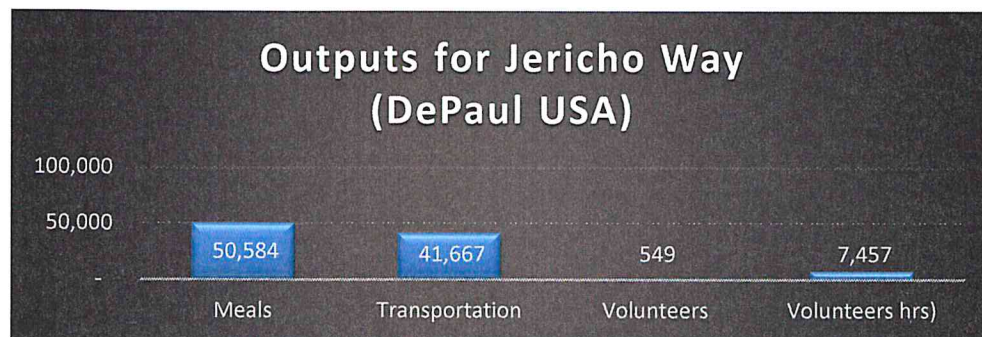 Outputs for Jericho Way
(DePaul USA)
100,000
50,000
-
50,584
41,667
549
7,457
Meals
Transportation
Volunteers
Volunteers hrs)